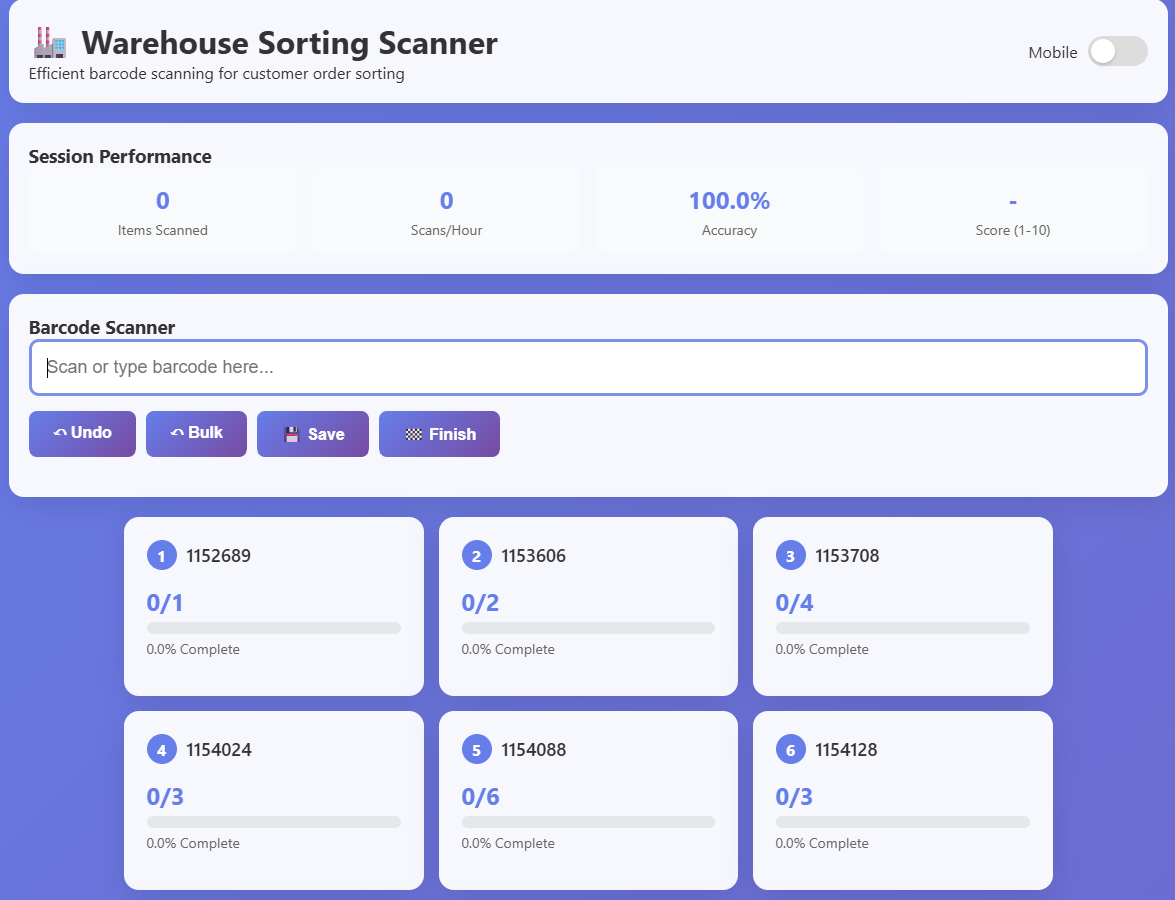 Warehouse Sorting Scanner
Efficient barcode scanning for customer order sorting
Mobile
Session Performance
0
Items Scanned
0
Scans/Hour
100.0%
Accuracy
-
Score (1-10)
Barcode Scanner
Scan or type barcode here...
↶ Undo
↶ Bulk
Save
Finish
1 1152689
0/1
0.0% Complete
2 1153606
0/2
0.0% Complete
3 1153708
0/4
0.0% Complete
4 1154024
0/3
0.0% Complete
5 1154088
0/6
0.0% Complete
6 1154128
0/3
0.0% Complete